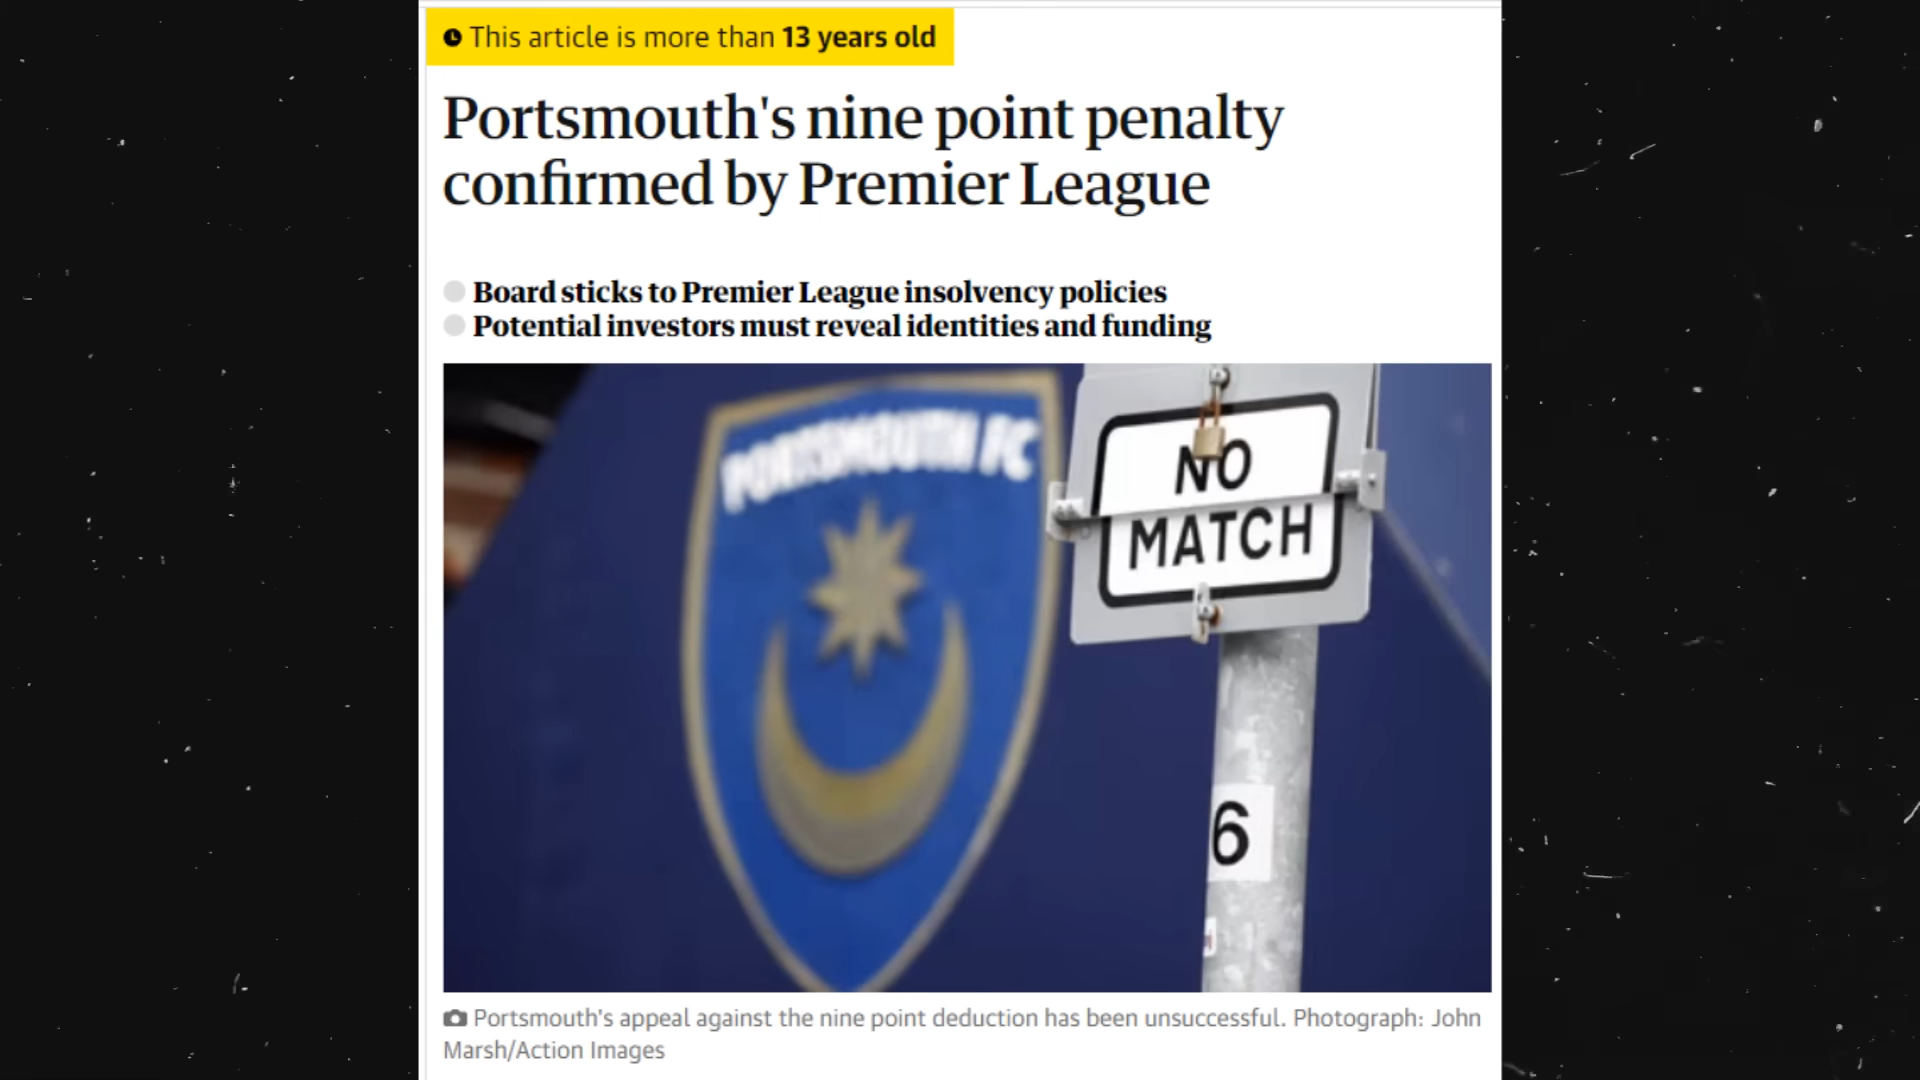 This article is more than 13 years old
Portsmouth's nine point penalty
confirmed by Premier League
Board sticks to Premier League insolvency policies
Potential investors must reveal identities and funding
PORTSMOUTH FC
NO
MATCH
6
Portsmouth's appeal against the nine point deduction has been unsuccessful. Photograph: John
Marsh/Action Images